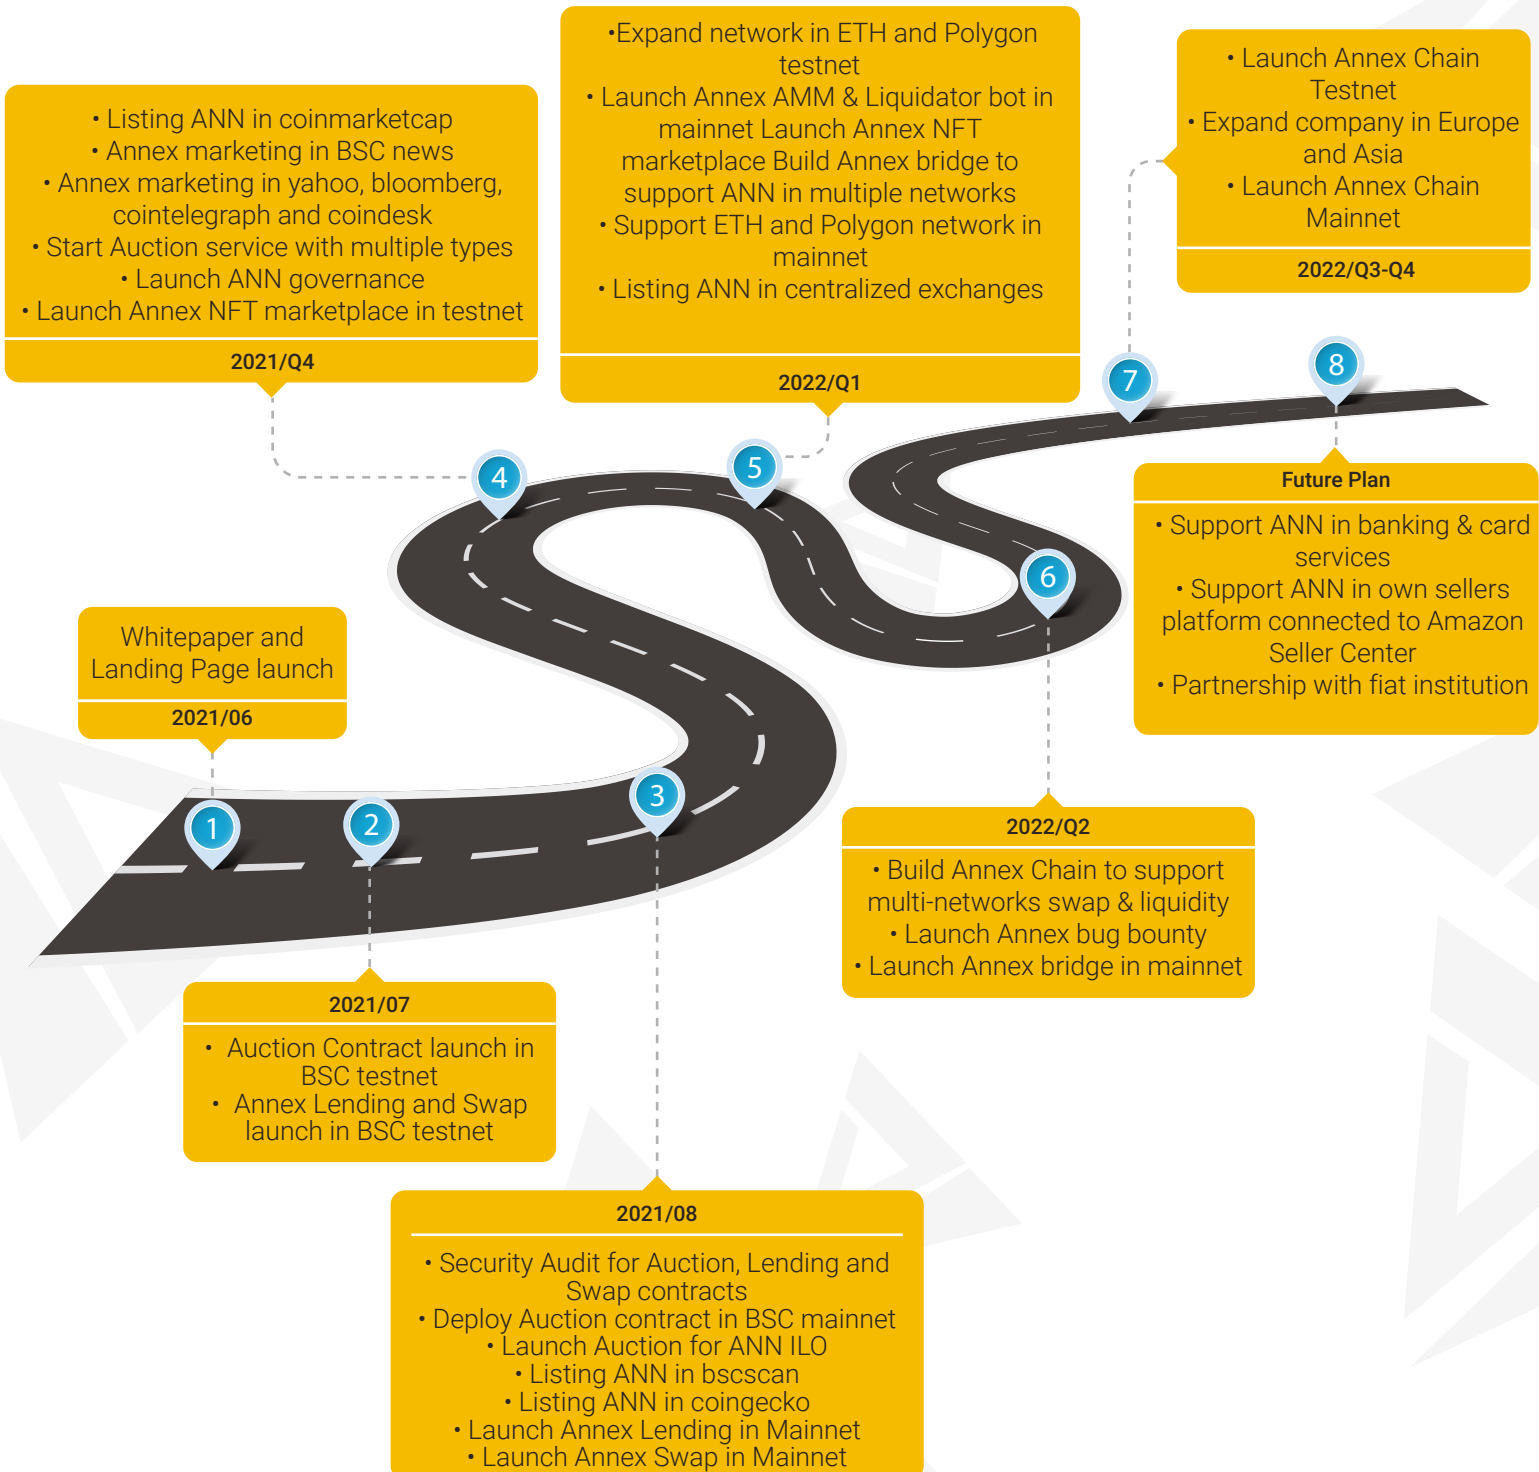 Whitepaper and
Landing Page launch
2021/06
1
2
2021/07
• Auction Contract launch in
BSC testnet
• Annex Lending and Swap
launch in BSC testnet
3
2021/08
• Security Audit for Auction, Lending and
Swap contracts
• Deploy Auction contract in BSC mainnet
• Launch Auction for ANN ILO
• Listing ANN in bscscan
• Listing ANN in coingecko
• Launch Annex Lending in Mainnet
• Launch Annex Swap in Mainnet
• Listing ANN in coinmarketcap
• Annex marketing in BSC news
• Annex marketing in yahoo, bloomberg,
cointelegraph and coindesk
• Start Auction service with multiple types
• Launch ANN governance
• Launch Annex NFT marketplace in testnet
2021/Q4
4
•Expand network in ETH and Polygon
testnet
• Launch Annex AMM & Liquidator bot in
mainnet Launch Annex NFT
marketplace Build Annex bridge to
support ANN in multiple networks
• Support ETH and Polygon network in
mainnet
• Listing ANN in centralized exchanges
2022/Q1
5
6
2022/Q2
• Build Annex Chain to support
multi-networks swap & liquidity
• Launch Annex bug bounty
• Launch Annex bridge in mainnet
• Launch Annex Chain
Testnet
• Expand company in Europe
and Asia
• Launch Annex Chain
Mainnet
2022/Q3-Q4
7
8
Future Plan
• Support ANN in banking & card
services
• Support ANN in own sellers
platform connected to Amazon
Seller Center
• Partnership with fiat institution